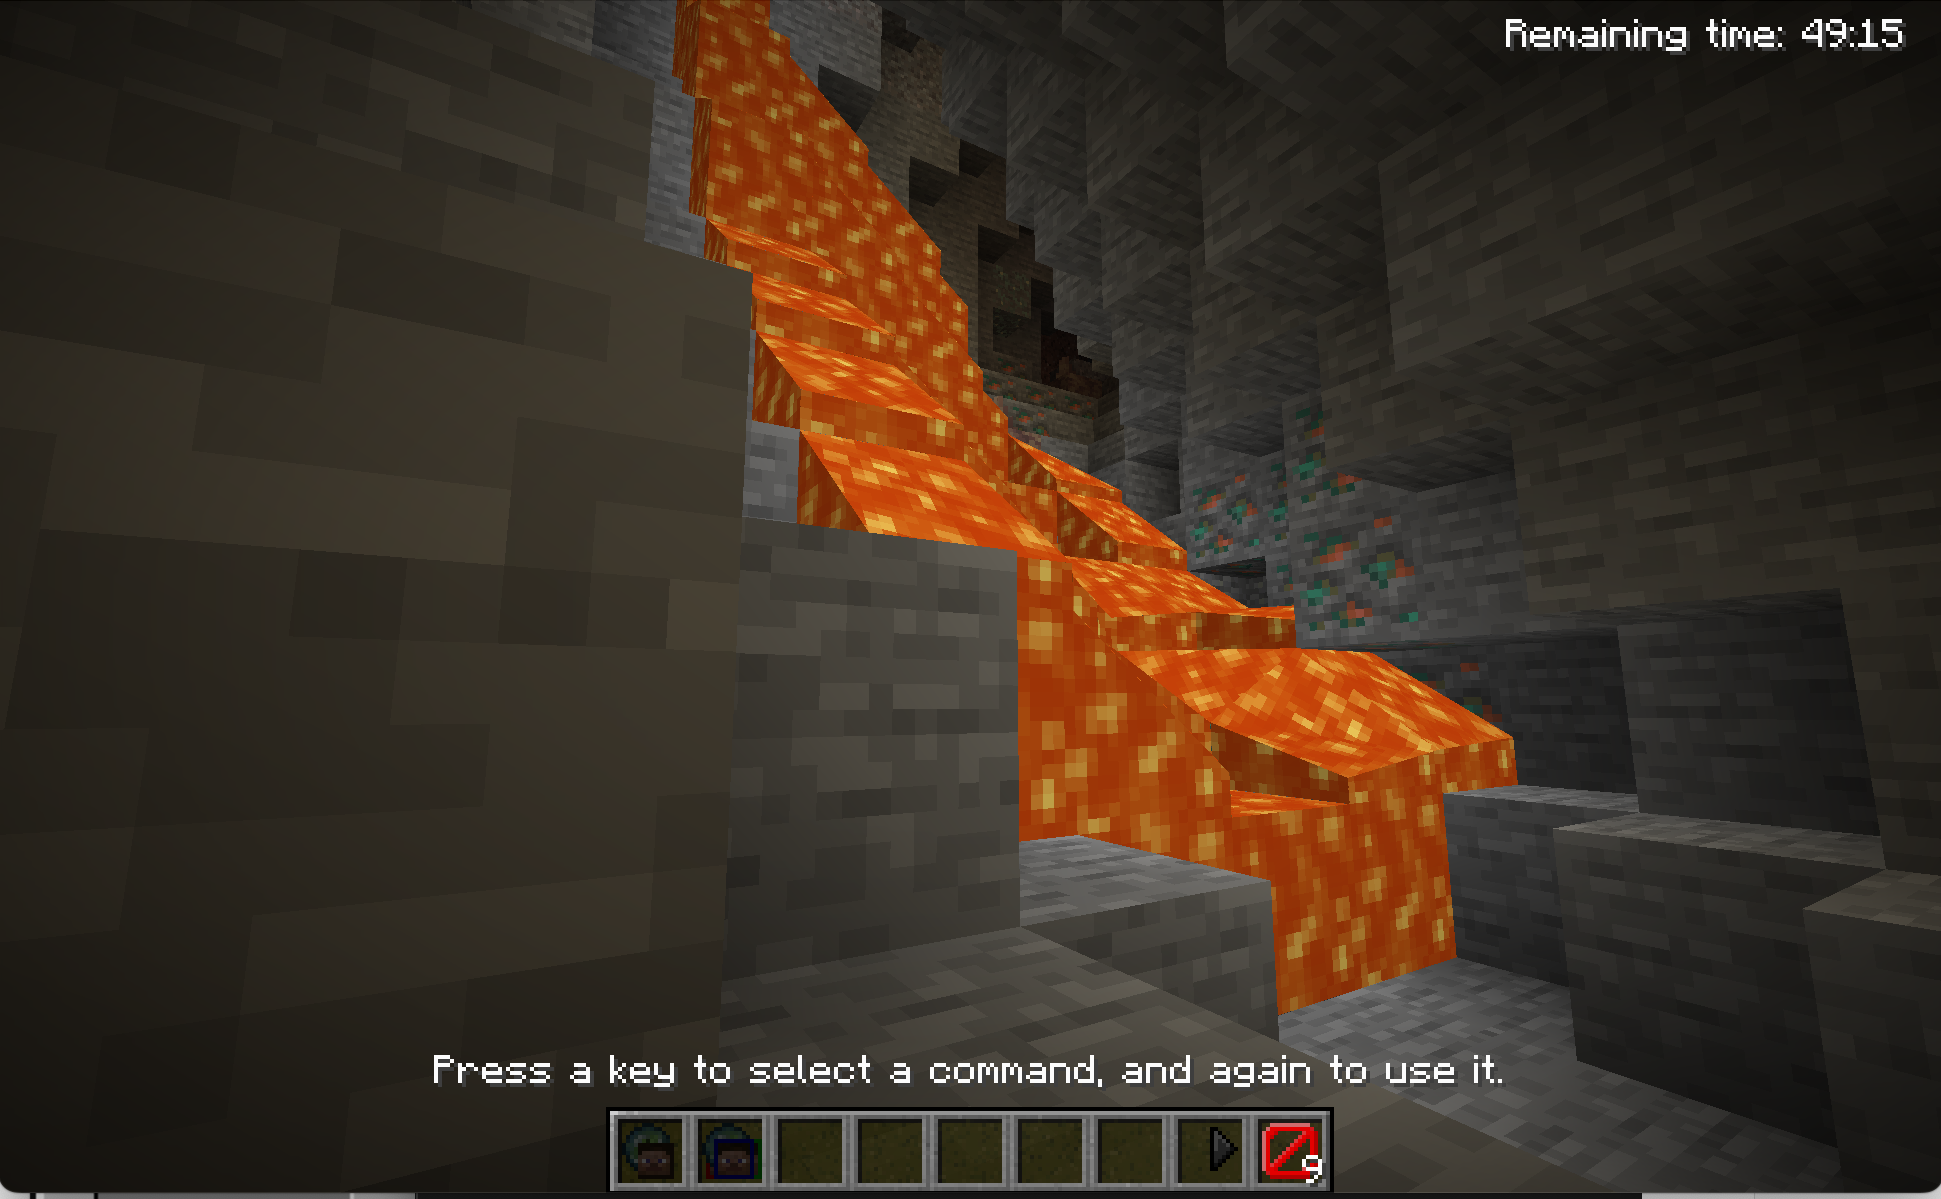 Remaining time: 49:15
Press a key to select a command, and again to use it.
9